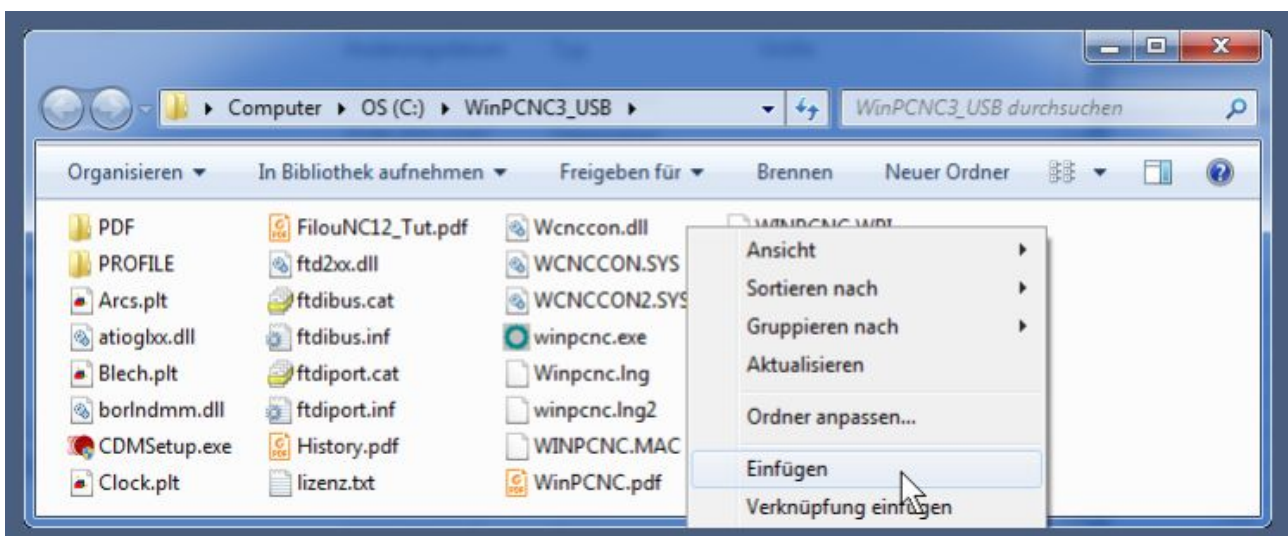 Computer ▸ OS (C:) ▸ WinPCNC3_USB ▸
WinPCNC3_USB durchsuchen
Organisieren
In Bibliothek aufnehmen
Freigeben für
Brennen
Neuer Ordner
PDF
PROFILE
Arcs.plt
atioglxx.dll
Blech.plt
borlndmm.dll
CDMSetup.exe
Clock.plt
FilouNC12_Tut.pdf
ftd2xx.dll
ftdibus.cat
ftdibus.inf
ftdiport.cat
ftdiport.inf
History.pdf
lizenz.txt
Wcnccon.dll
WCNCCON.SYS
WCNCCON2.SYS
winpcnc.exe
Winpcnc.lng
winpcnc.lng2
WINPCNC.MAC
WinPCNC.pdf
WINPCNC.WPI
Ansicht
Sortieren nach
Gruppieren nach
Aktualisieren
Ordner anpassen...
Einfügen
Verknüpfung einfügen